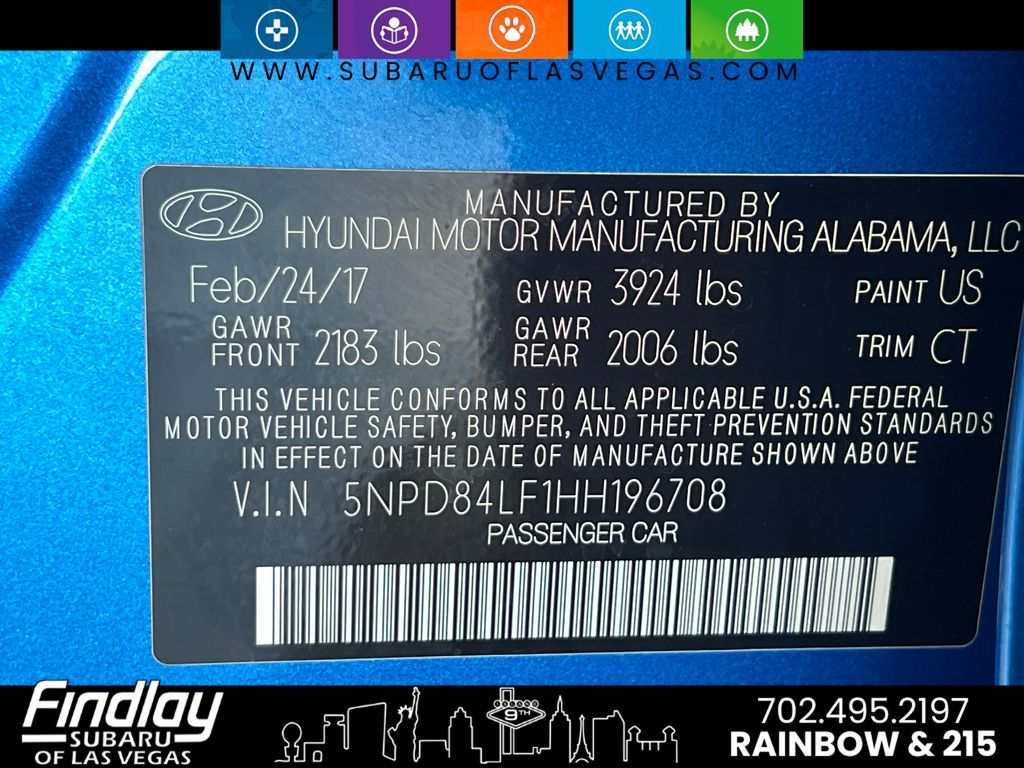 WWW.SUBARUOFLASVEGAS.COM
MANUFACTURED BY
HYUNDAI MOTOR MANUFACTURING ALABAMA, LLC
Feb/24/17 GVWR 3924 lbs PAINT US
GAWR FRONT 2183 lbs GAWR REAR 2006 lbs TRIM CT
THIS VEHICLE CONFORMS TO ALL APPLICABLE U.S.A. FEDERAL
MOTOR VEHICLE SAFETY, BUMPER, AND THEFT PREVENTION STANDARDS
IN EFFECT ON THE DATE OF MANUFACTURE SHOWN ABOVE
V.I.N 5NPD84LF1HH196708
PASSENGER CAR
Findlay
SUBARU
OF LAS VEGAS
9TH
702.495.2197
RAINBOW & 215